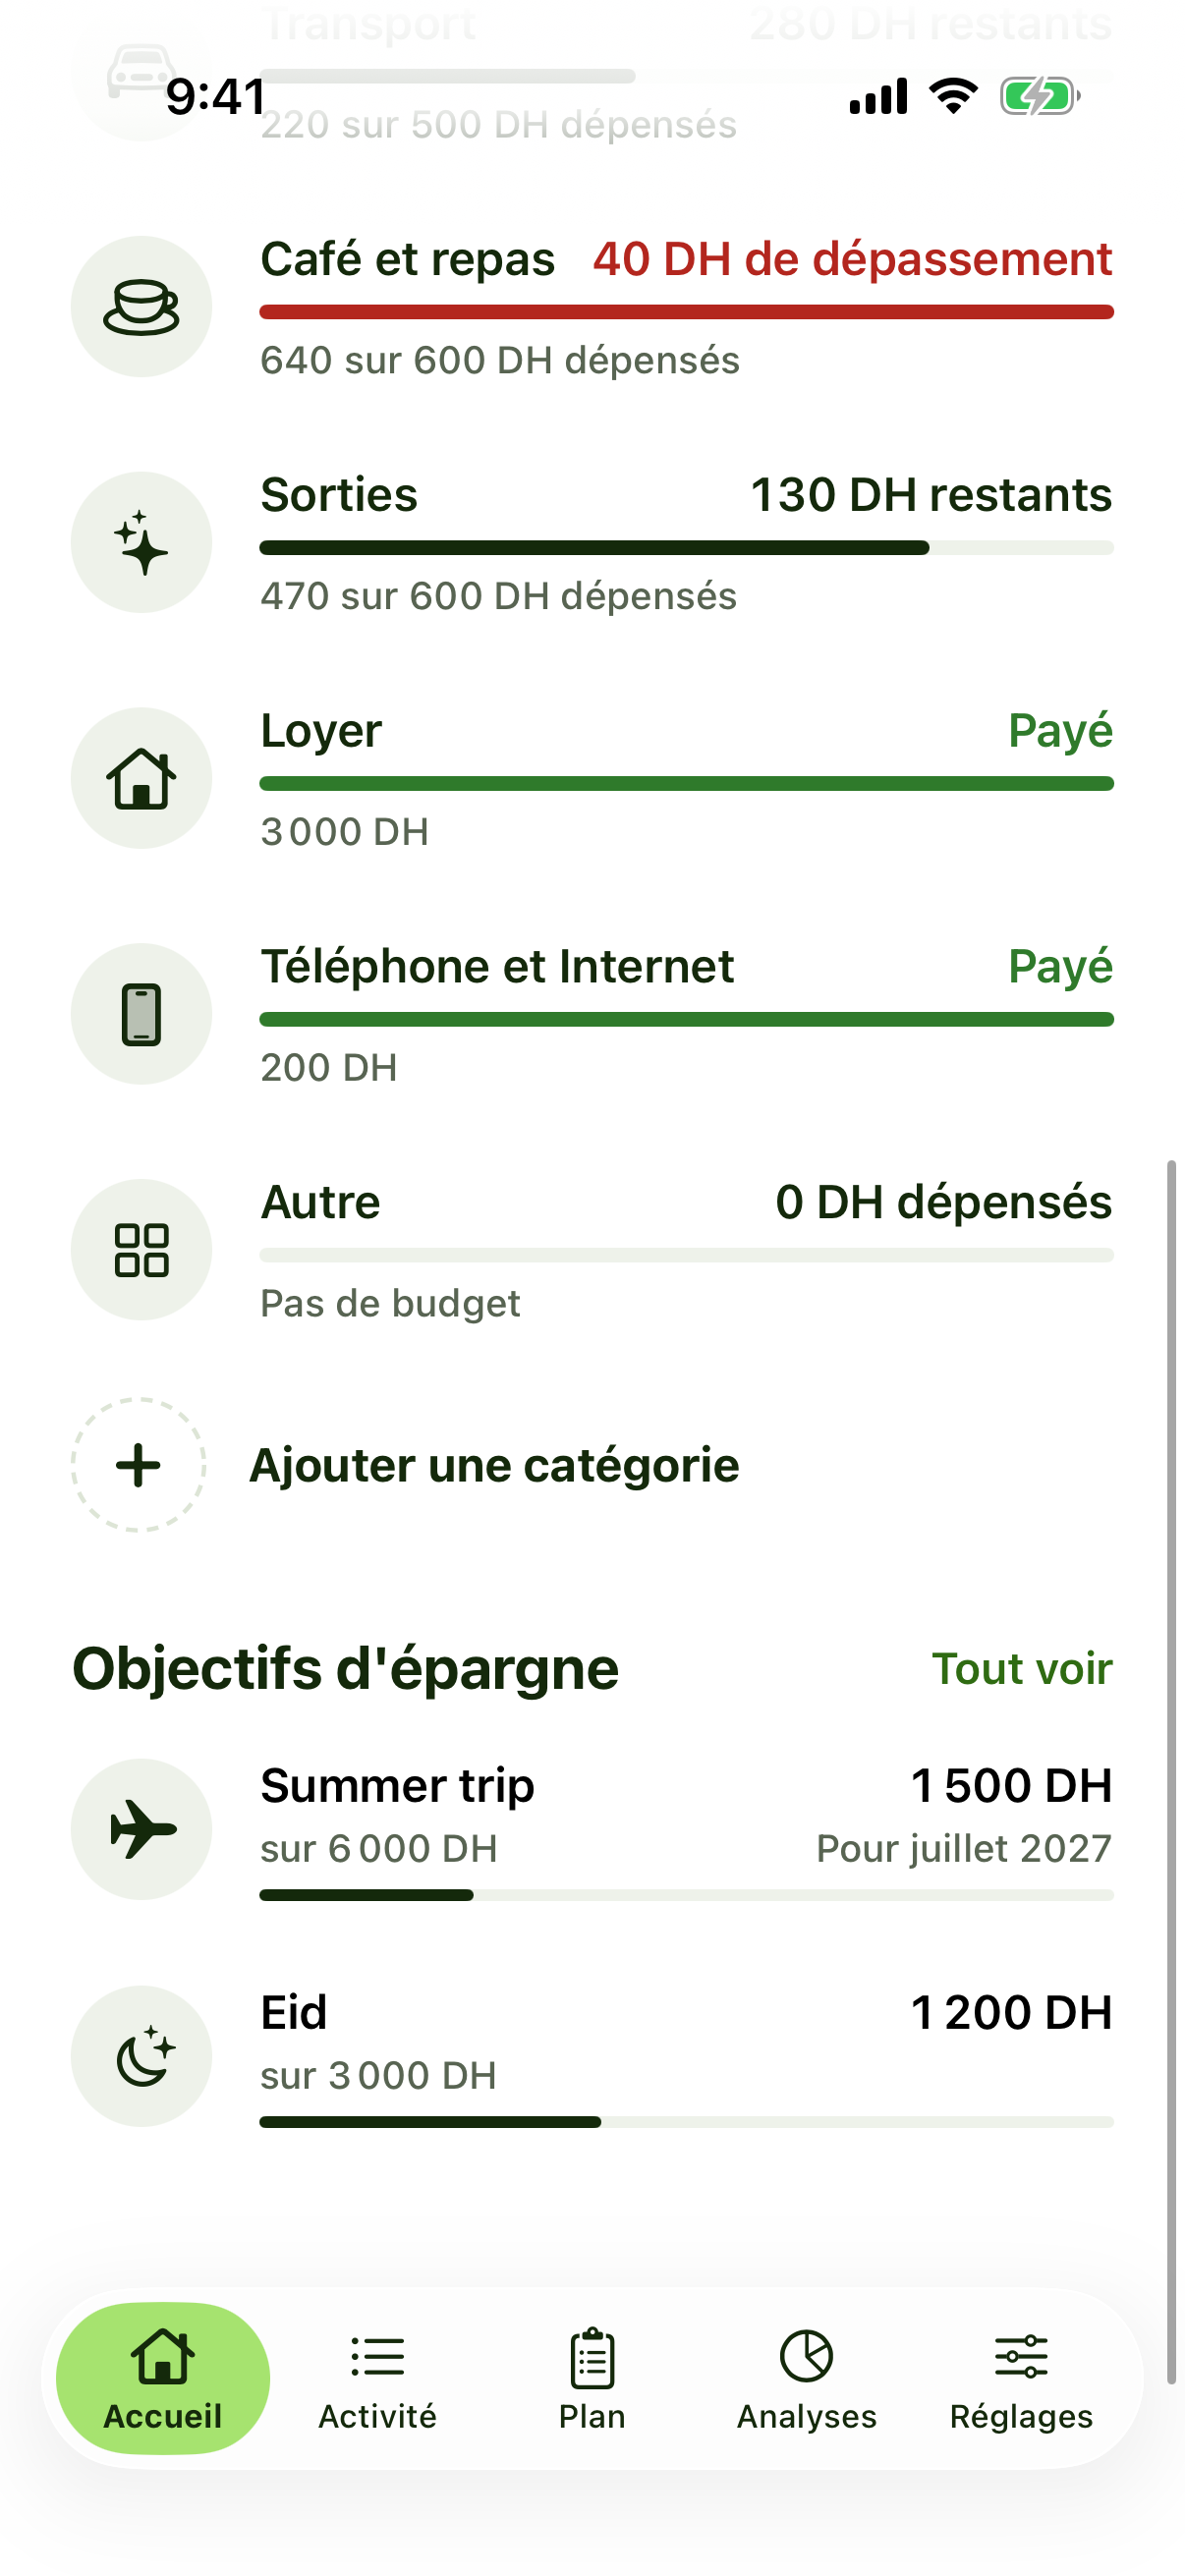 Transport 280 DH restants
9:41
220 sur 500 DH dépensés
Café et repas 40 DH de dépassement
640 sur 600 DH dépensés
Sorties 130 DH restants
470 sur 600 DH dépensés
Loyer Payé
3 000 DH
Téléphone et Internet Payé
200 DH
Autre 0 DH dépensés
Pas de budget
Ajouter une catégorie
Objectifs d'épargne Tout voir
Summer trip 1 500 DH
sur 6 000 DH Pour juillet 2027
Eid 1 200 DH
sur 3 000 DH
Accueil Activité Plan Analyses Réglages